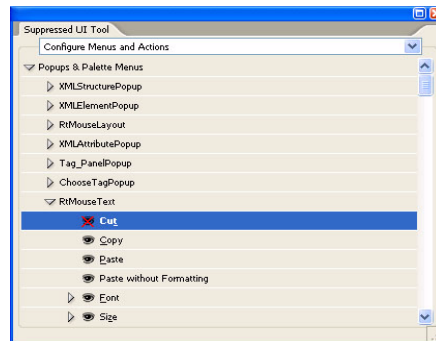 Suppressed UI Tool
Configure Menus and Actions
Popups & Palette Menus
XMLStructurePopup
XMLElementPopup
RtMouseLayout
XMLAttributePopup
Tag_PanelPopup
ChooseTagPopup
RtMouseText
Cut
Copy
Paste
Paste without Formatting
Font
Size